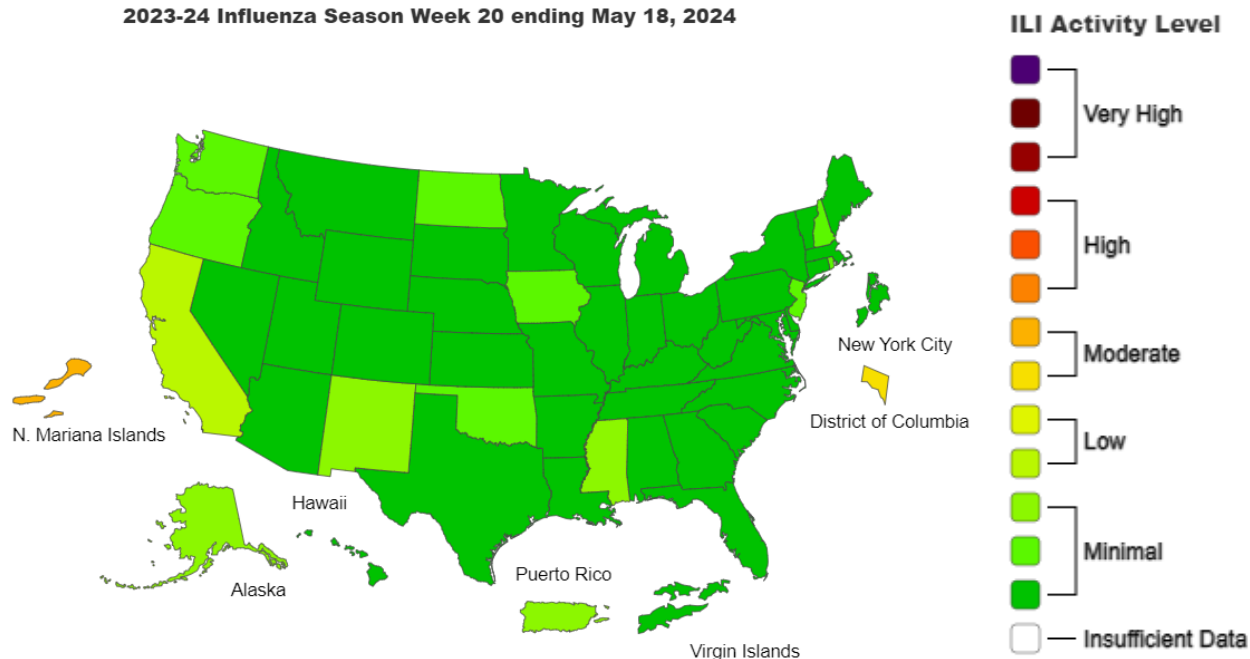 2023-24 Influenza Season Week 20 ending May 18, 2024
ILI Activity Level
Very High
High
Moderate
Low
Minimal
Insufficient Data
New York City
District of Columbia
N. Mariana Islands
Hawaii
Alaska
Puerto Rico
Virgin Islands